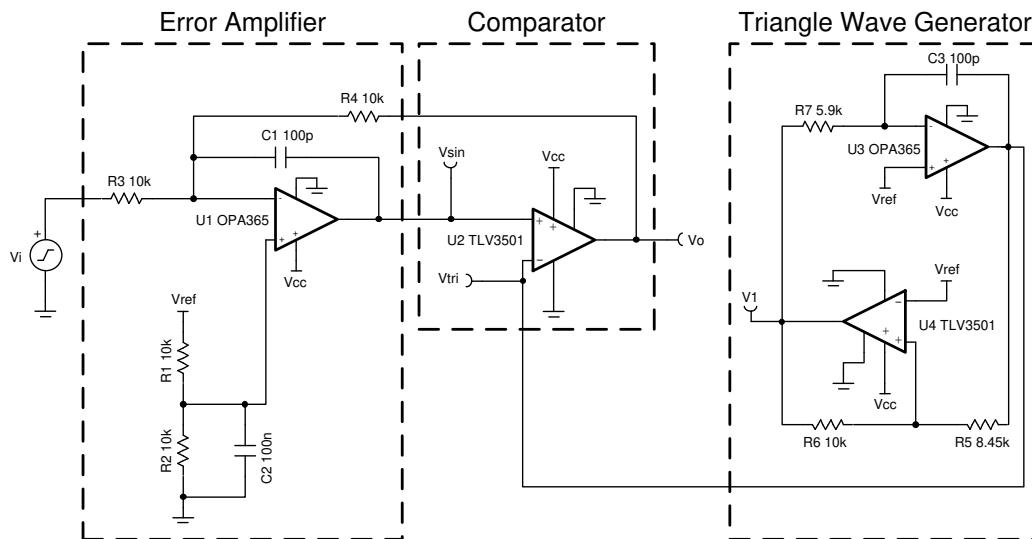 Error Amplifier
Comparator
Triangle Wave Generator
C3 100p
R4 10k
R7 5.9k
-
+
+
U3 OPA365
Vref
Vcc
C1 100p
Vsin
Vcc
R3 10k
-
+
+
U1 OPA365
Vcc
+
+
-
U2 TLV3501
Vo
+
Vi
Vtri
Vref
R1 10k
R2 10k
C2 100n
V1
Vref
-
+
+
U4 TLV3501
Vcc
R6 10k
R5 8.45k